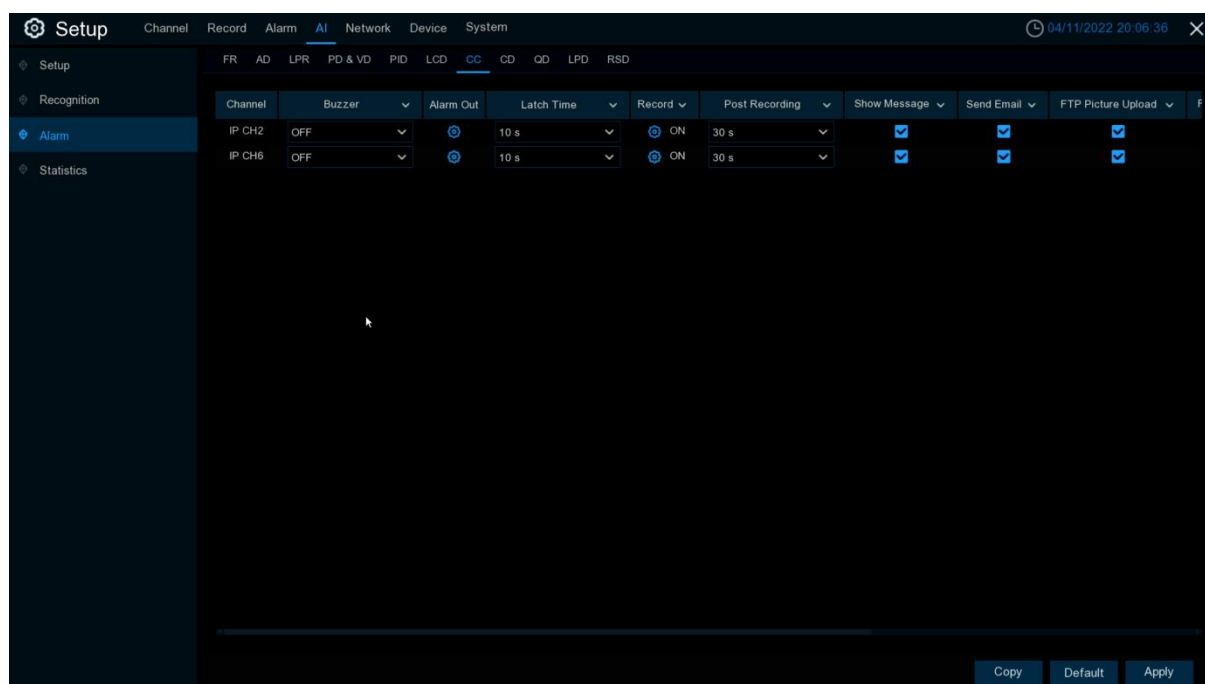 Setup Channel Record Alarm AI Network Device System 04/11/2022 20:06:36
Setup
Recognition
Alarm
Statistics
FR AD LPR PD & VD PID LCD CC CD QD LPD RSD
Channel Buzzer Alarm Out Latch Time Record Post Recording Show Message Send Email FTP Picture Upload F
IP CH2 OFF 10 s ON 30 s
IP CH6 OFF 10 s ON 30 s
Copy Default Apply